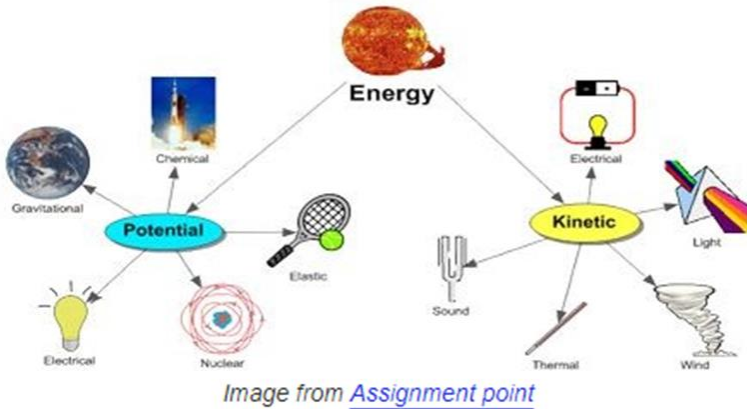 Energy
Chemical
Electrical
Gravitational
Potential
Kinetic
Light
Elastic
Sound
Electrical
Nuclear
Thermal
Wind
Image from Assignment point